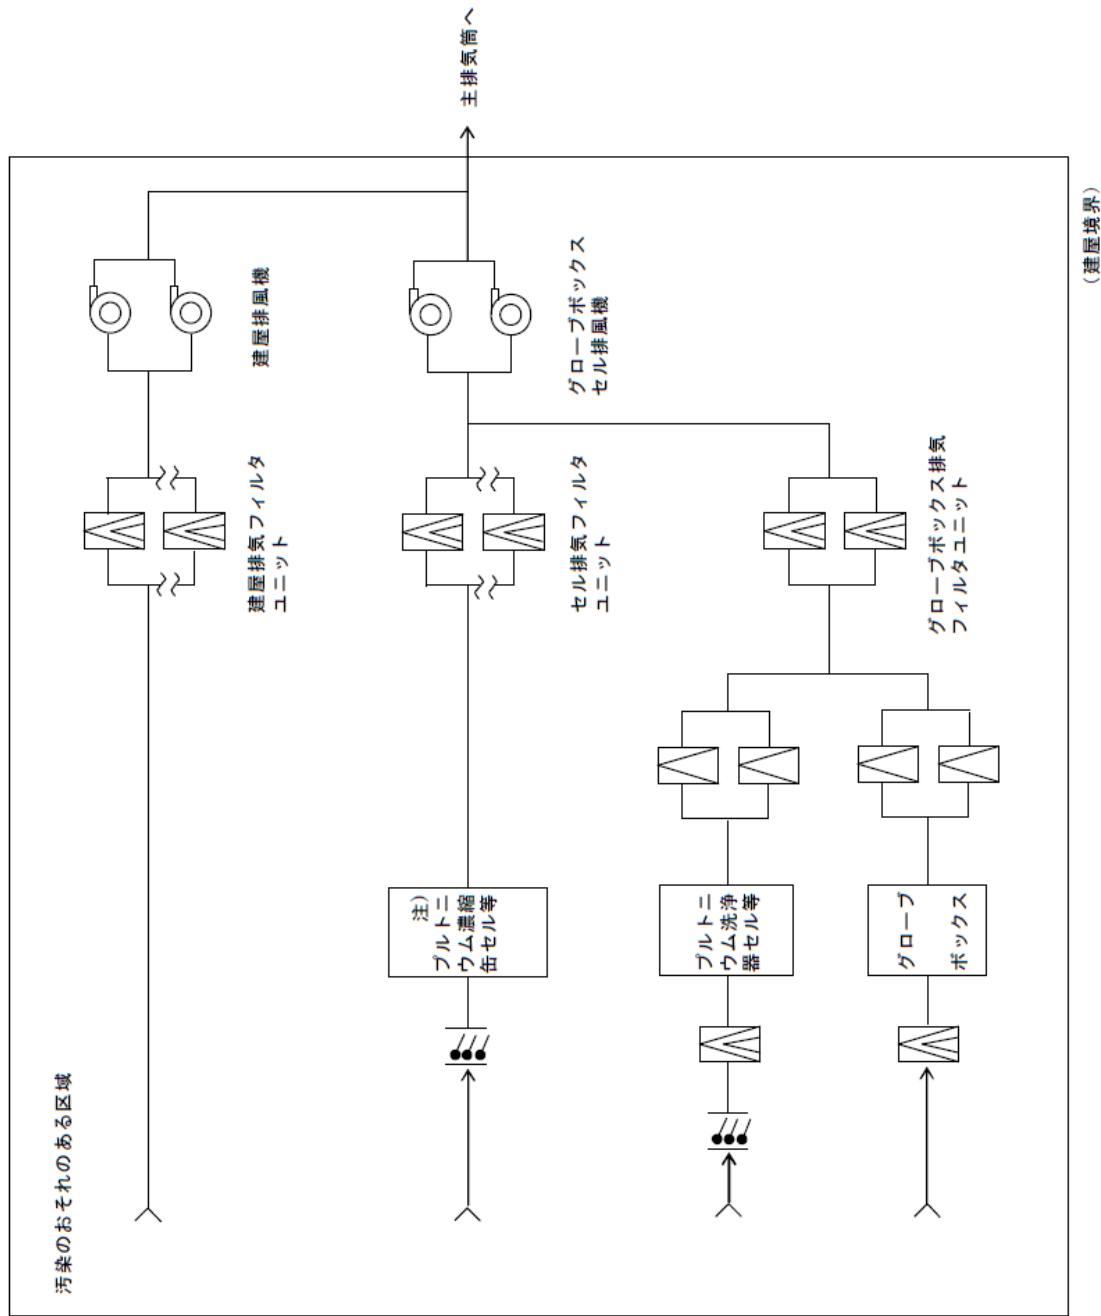 汚染のおそれのある区域
建屋排気フィルタ
ユニット
建屋排風機
主排気筒へ
注)
プルトニ
ウム濃縮
缶セル等
セル排気フィルタ
ユニット
グローブボックス
セル排風機
プルトニ
ウム洗浄
器セル等
グローブ
ボックス
グローブボックス排気
フィルタユニット
(建屋境界)